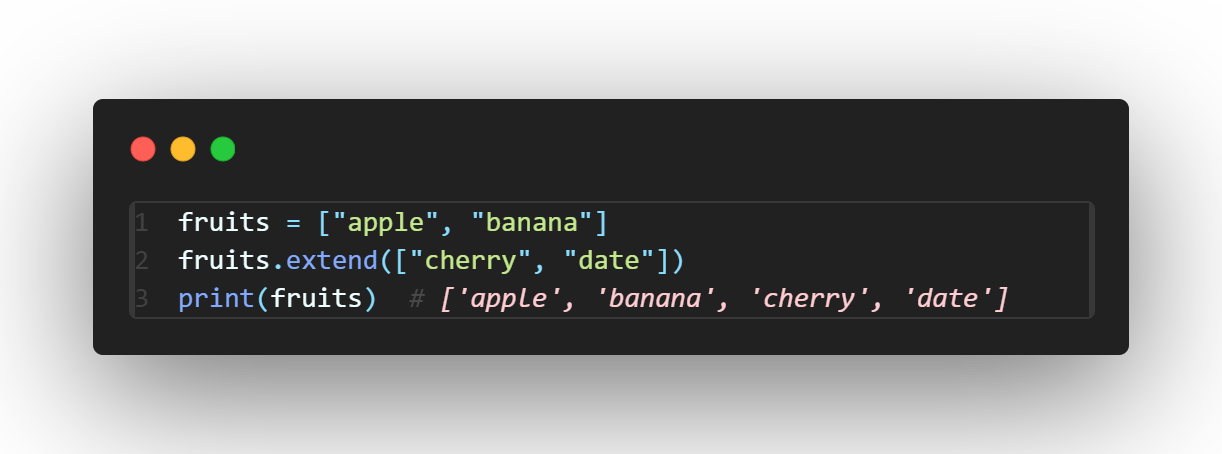 1 fruits = ["apple", "banana"]
2 fruits.extend(["cherry", "date"])
3 print(fruits)  # ['apple', 'banana', 'cherry', 'date']